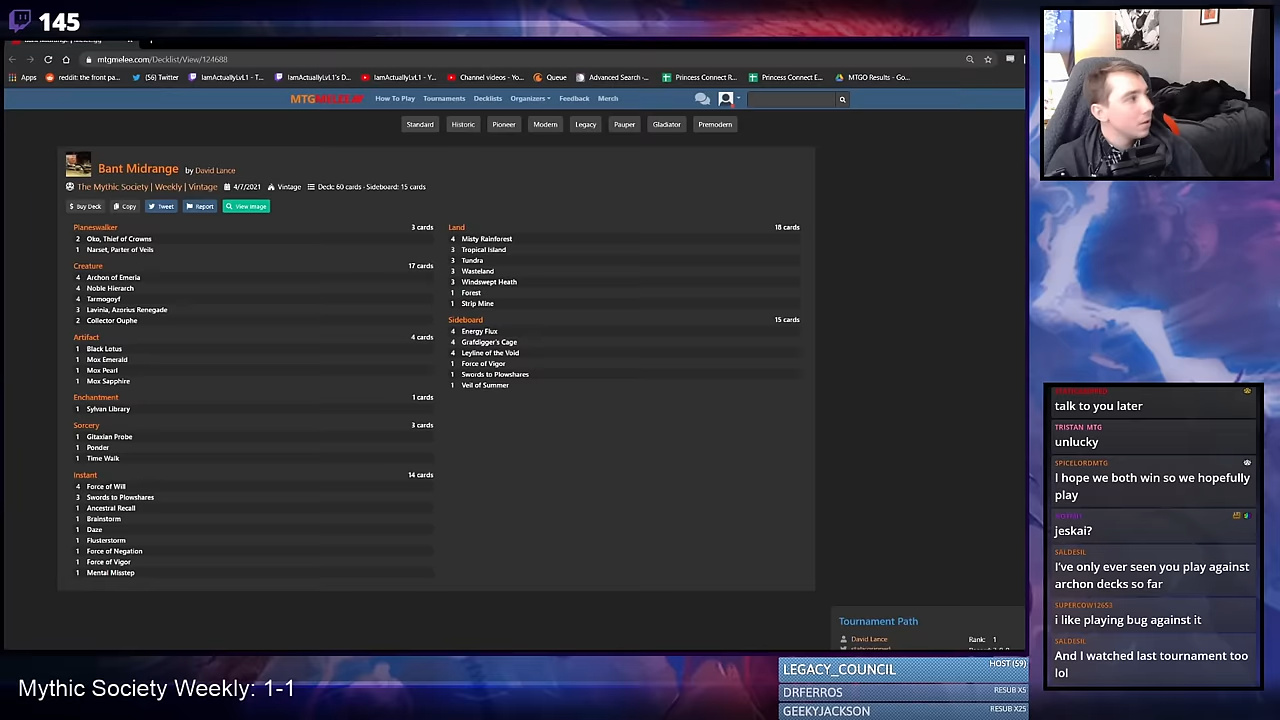 145
mtgmelee.com/Decklist/View/124688
Apps reddit: the front pa... (56) Twitter IamActuallyLvL1 - T... IamActuallyLvL1's D... IamActuallyLvL1 - Y... Channel videos - Yo... Queue Advanced Search -... Princess Connect R... Princess Connect E... MTGO Results - Go...
MTGMELEE How To Play Tournaments Decklists Organizers Feedback Merch
Standard Historic Pioneer Modern Legacy Pauper Gladiator Premodern
Bant Midrange by David Lance
The Mythic Society | Weekly | Vintage 4/7/2021 Vintage Deck: 60 cards - Sideboard: 15 cards
$ Buy Deck Copy Tweet Report View Image
Planeswalker 3 cards
2 Oko, Thief of Crowns
1 Narset, Parter of Veils
Creature 17 cards
4 Archon of Emeria
4 Noble Hierarch
4 Tarmogoyf
3 Lavinia, Azorius Renegade
2 Collector Ouphe
Artifact 4 cards
1 Black Lotus
1 Mox Emerald
1 Mox Pearl
1 Mox Sapphire
Enchantment 1 cards
1 Sylvan Library
Sorcery 3 cards
1 Gitaxian Probe
1 Ponder
1 Time Walk
Instant 14 cards
4 Force of Will
3 Swords to Plowshares
1 Ancestral Recall
1 Brainstorm
1 Daze
1 Flusterstorm
1 Force of Negation
1 Force of Vigor
1 Mental Misstep
Land 18 cards
4 Misty Rainforest
3 Tropical Island
3 Tundra
3 Wasteland
3 Windswept Heath
1 Forest
1 Strip Mine
Sideboard 15 cards
4 Energy Flux
4 Grafdigger's Cage
4 Leyline of the Void
1 Force of Vigor
1 Swords to Plowshares
1 Veil of Summer
Tournament Path
David Lance Rank: 1
talk to you later
TRISTAN MTG
unlucky
SPICELORDMTG
I hope we both win so we hopefully
play
jeskai?
SALDESIL
I've only ever seen you play against
archon decks so far
SUPERCOW12653
i like playing bug against it
SALDESIL
And I watched last tournament too
lol
Mythic Society Weekly: 1-1
LEGACY_COUNCIL HOST (59)
DRFERROS RESUB X5
GEEKYJACKSON RESUB X25